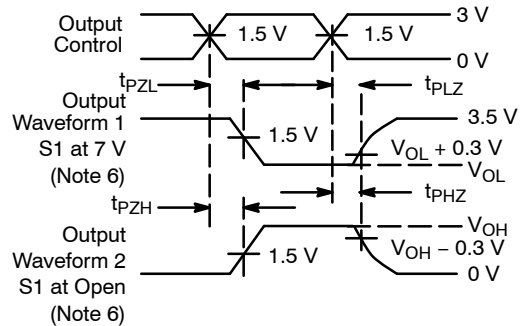 Output
Control
1.5 V
1.5 V
3 V
0 V
tPZL
tPLZ
Output
Waveform 1
S1 at 7 V
(Note 6)
1.5 V
3.5 V
VOL + 0.3 V
VOL
tPZH
tPHZ
Output
Waveform 2
S1 at Open
(Note 6)
1.5 V
VOH
VOH − 0.3 V
0 V